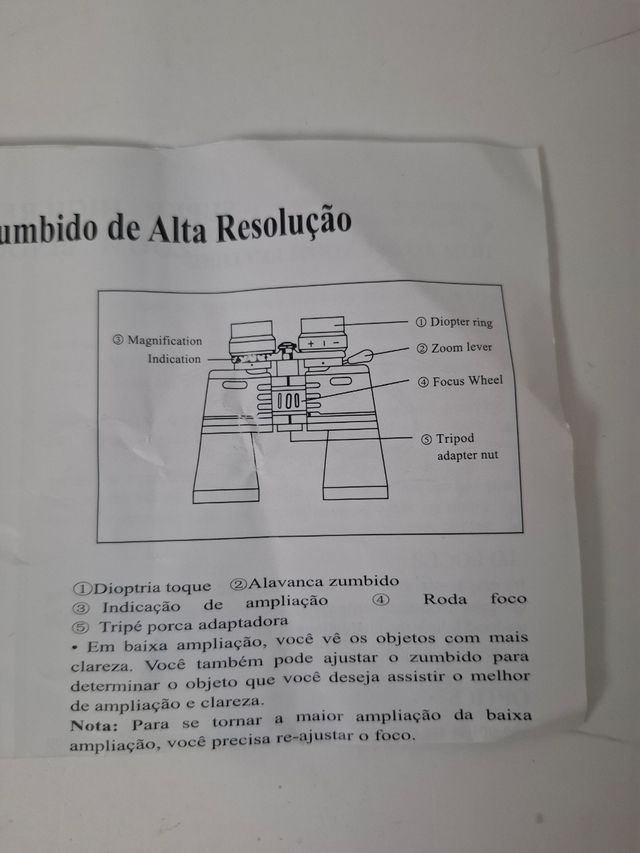 umbido de Alta Resolução
③ Magnification
Indication
① Diopter ring
② Zoom lever
④ Focus Wheel
⑤ Tripod
adapter nut
①Dioptria toque ②Alavanca zumbido
③ Indicação de ampliação ④ Roda foco
⑤ Tripé porca adaptadora
• Em baixa ampliação, você vê os objetos com mais
clareza. Você também pode ajustar o zumbido para
determinar o objeto que você deseja assistir o melhor
de ampliação e clareza.
Nota: Para se tornar a maior ampliação da baixa
ampliação, você precisa re-ajustar o foco.